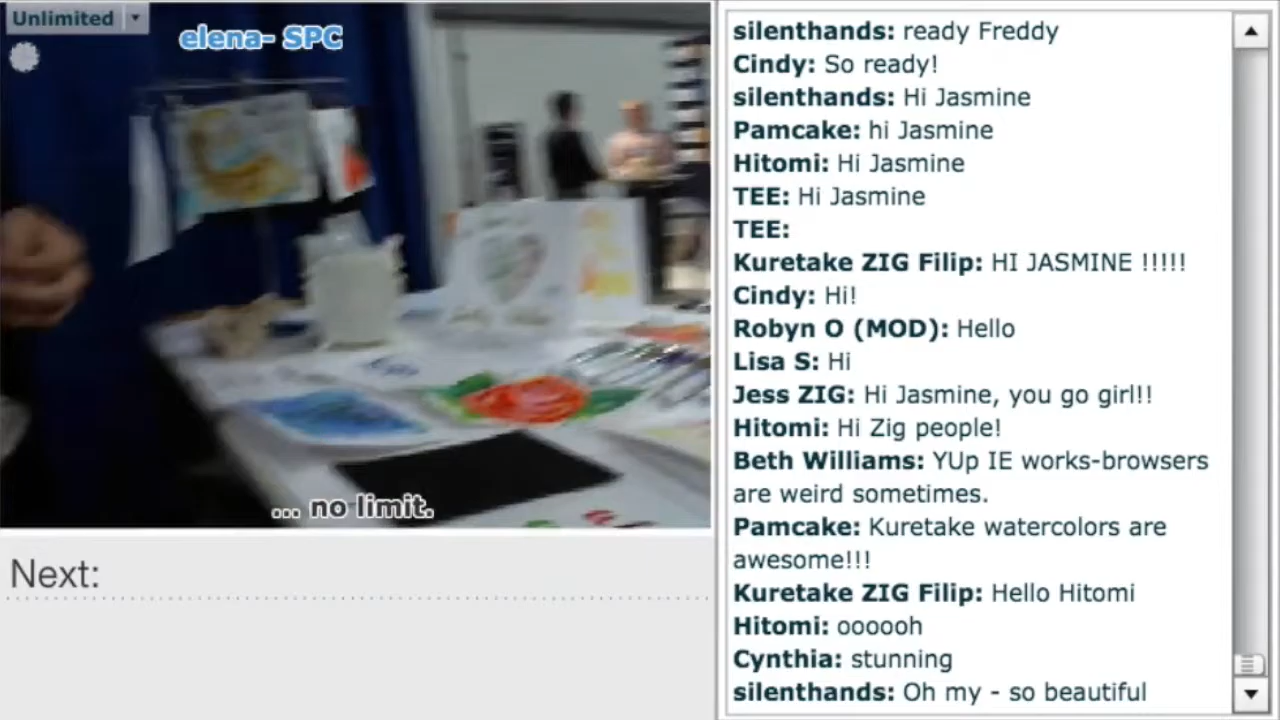 Unlimited
elena- SPC
... no limit.
Next:
silenthands: ready Freddy
Cindy: So ready!
silenthands: Hi Jasmine
Pamcake: hi Jasmine
Hitomi: Hi Jasmine
TEE: Hi Jasmine
TEE:
Kuretake ZIG Filip: HI JASMINE !!!!!
Cindy: Hi!
Robyn O (MOD): Hello
Lisa S: Hi
Jess ZIG: Hi Jasmine, you go girl!!
Hitomi: Hi Zig people!
Beth Williams: YUp IE works-browsers
are weird sometimes.
Pamcake: Kuretake watercolors are
awesome!!!
Kuretake ZIG Filip: Hello Hitomi
Hitomi: oooooh
Cynthia: stunning
silenthands: Oh my - so beautiful